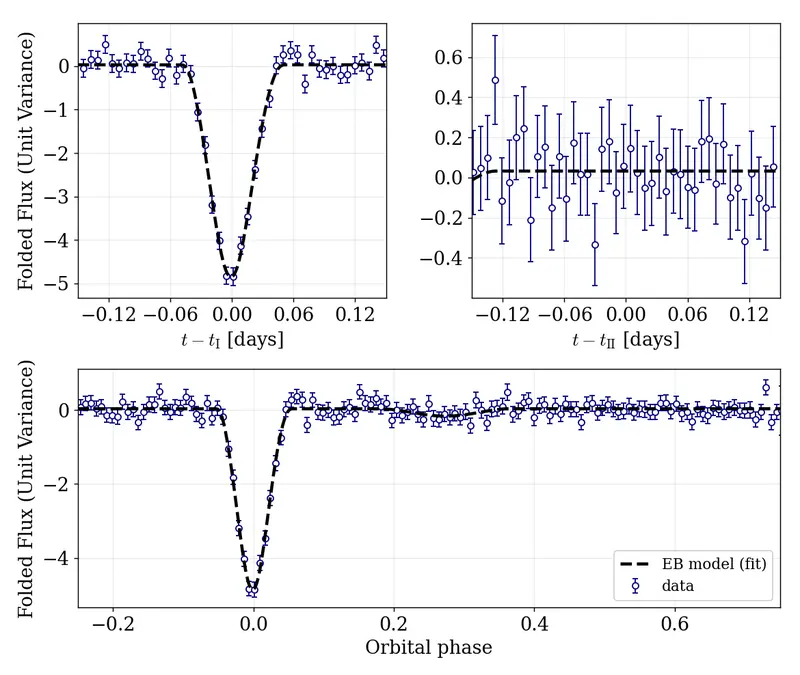 Folded Flux (Unit Variance)
0
−1
−2
−3
−4
−5
−0.12 −0.06 0.00 0.06 0.12
t − tI [days]
0.6
0.4
0.2
0.0
−0.2
−0.4
−0.12 −0.06 0.00 0.06 0.12
t − tII [days]
Folded Flux (Unit Variance)
0
−2
−4
−0.2 0.0 0.2 0.4 0.6
Orbital phase
EB model (fit)
data